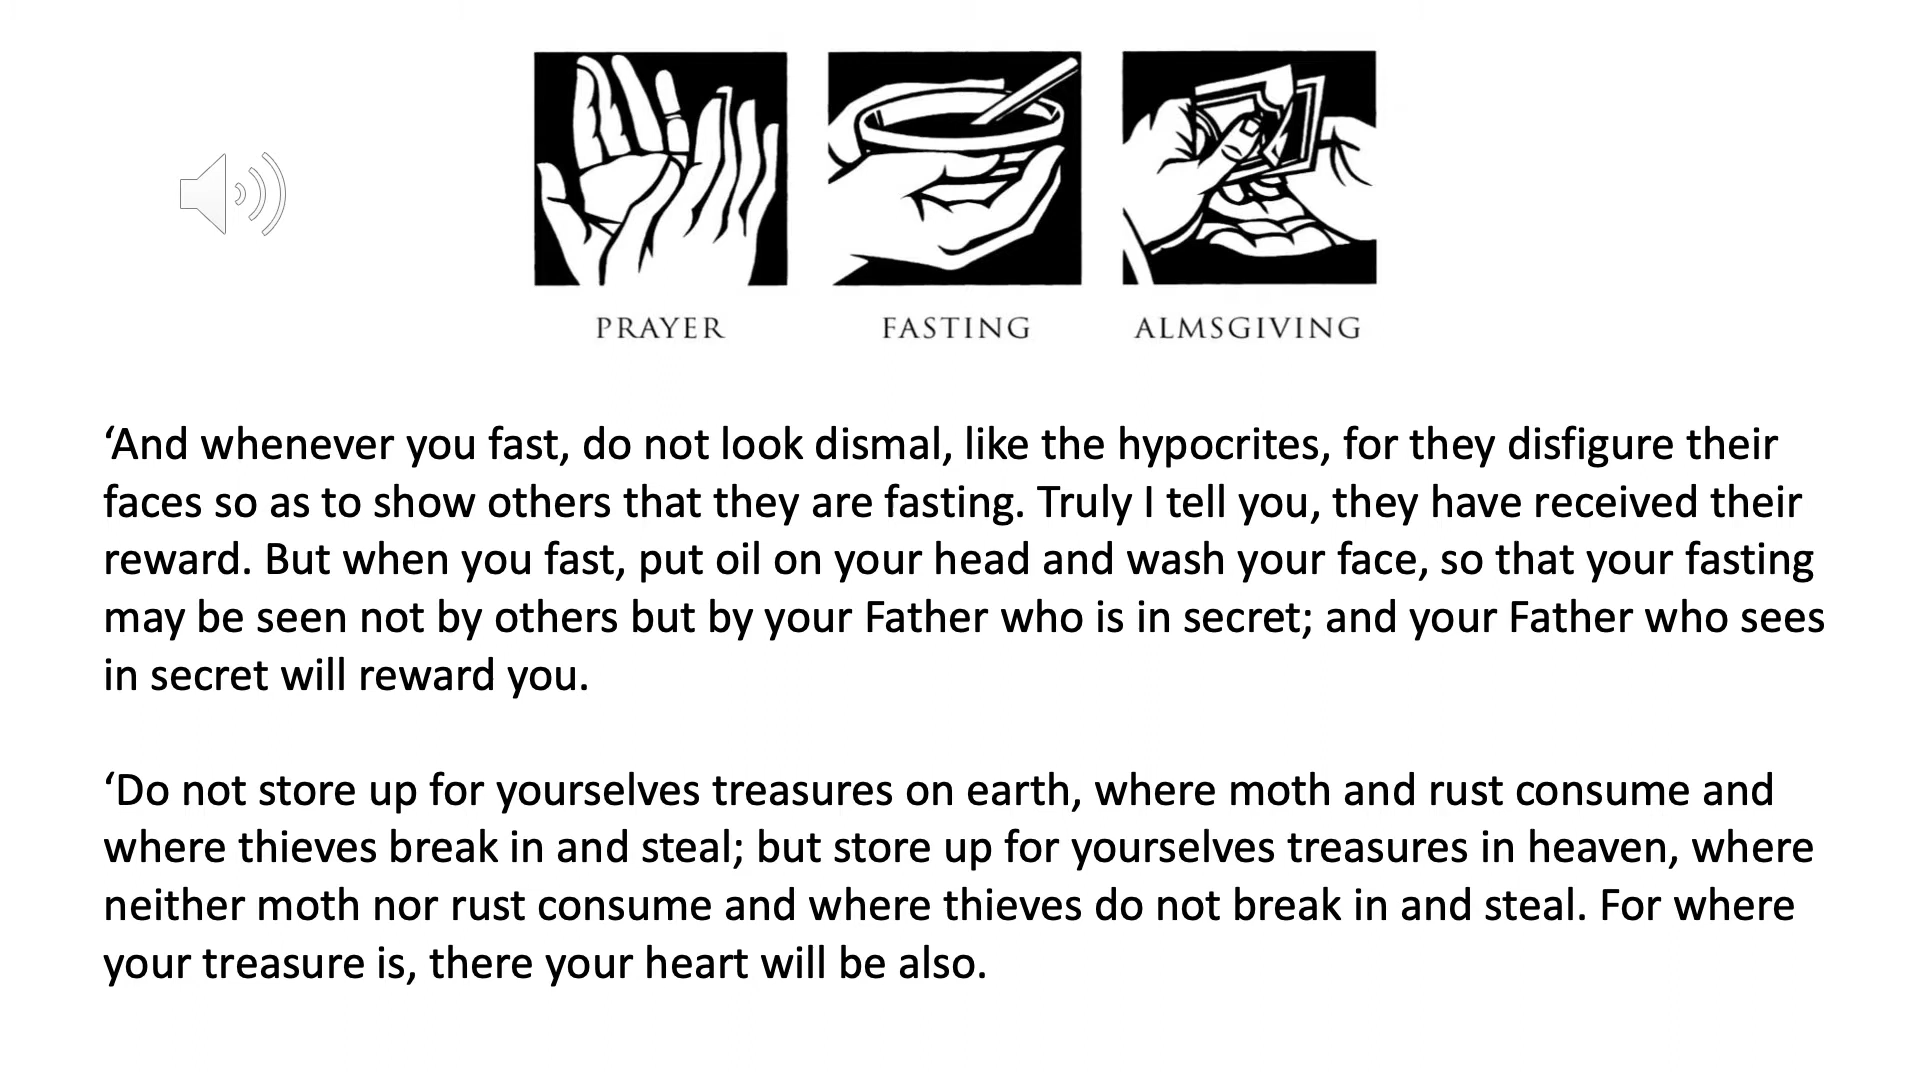 PRAYER FASTING ALMSGIVING
‘And whenever you fast, do not look dismal, like the hypocrites, for they disfigure their
faces so as to show others that they are fasting. Truly I tell you, they have received their
reward. But when you fast, put oil on your head and wash your face, so that your fasting
may be seen not by others but by your Father who is in secret; and your Father who sees
in secret will reward you.
‘Do not store up for yourselves treasures on earth, where moth and rust consume and
where thieves break in and steal; but store up for yourselves treasures in heaven, where
neither moth nor rust consume and where thieves do not break in and steal. For where
your treasure is, there your heart will be also.